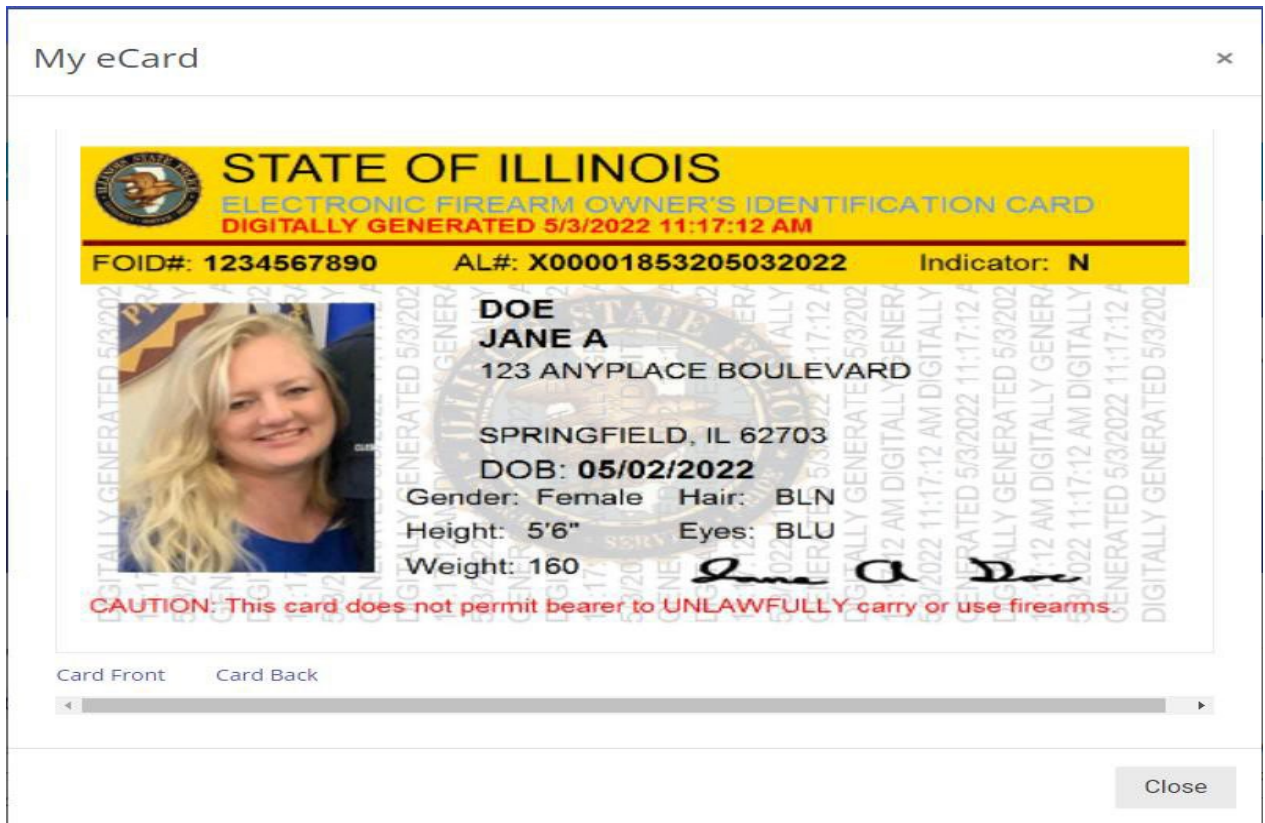 My eCard ×
STATE OF ILLINOIS
ELECTRONIC FIREARM OWNER'S IDENTIFICATION CARD
DIGITALLY GENERATED 5/3/2022 11:17:12 AM
FOID#: 1234567890 AL#: X00001853205032022 Indicator: N
DOE
JANE A
123 ANYPLACE BOULEVARD
SPRINGFIELD, IL 62703
DOB: 05/02/2022
Gender: Female Hair: BLN
Height: 5'6" Eyes: BLU
Weight: 160
Jane A Doe
CAUTION: This card does not permit bearer to UNLAWFULLY carry or use firearms.
Card Front Card Back
Close